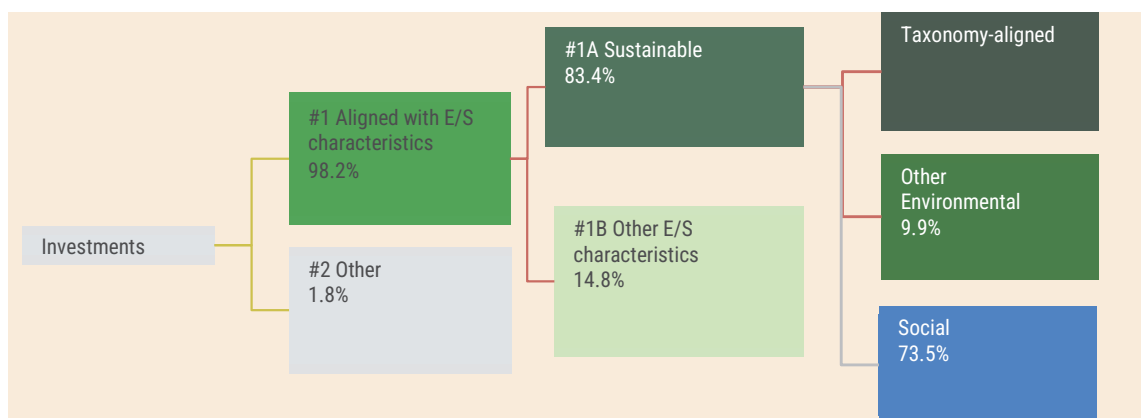 Investments
#1 Aligned with E/S
characteristics
98.2%
#2 Other
1.8%
#1A Sustainable
83.4%
#1B Other E/S
characteristics
14.8%
Taxonomy-aligned
Other
Environmental
9.9%
Social
73.5%